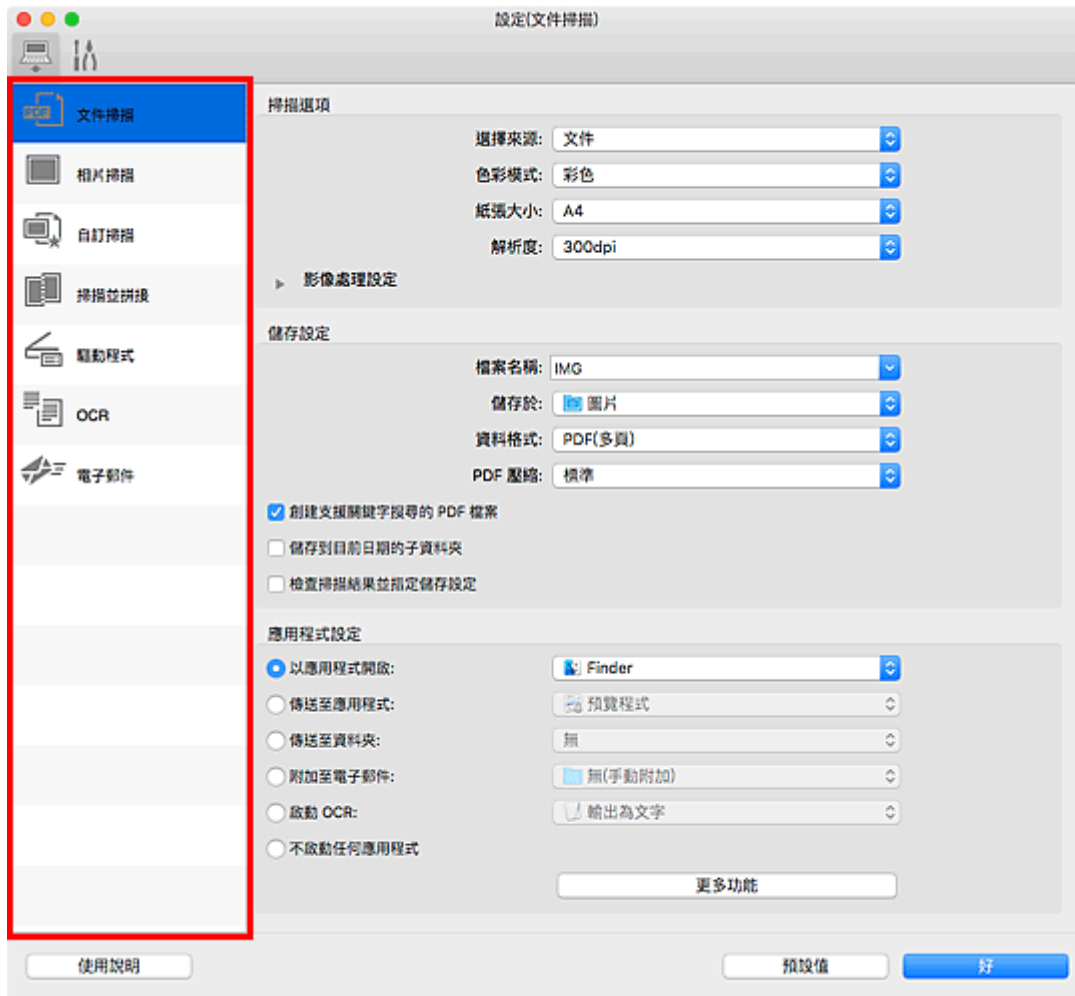 設定(文件掃描)
文件掃描
相片掃描
自訂掃描
掃描並拼接
驅動程式
OCR
電子郵件
掃描選項
選擇來源: 文件
色彩模式: 彩色
紙張大小: A4
解析度: 300dpi
影像處理設定
儲存設定
檔案名稱: IMG
儲存於: 圖片
資料格式: PDF(多頁)
PDF 壓縮: 標準
創建支援關鍵字搜尋的 PDF 檔案
儲存到目前日期的子資料夾
檢查掃描結果並指定儲存設定
應用程式設定
以應用程式開啟: Finder
傳送至應用程式: 預覽程式
傳送至資料夾: 無
附加至電子郵件: 無(手動附加)
啟動 OCR: 輸出為文字
不啟動任何應用程式
更多功能
使用說明
預設值
好